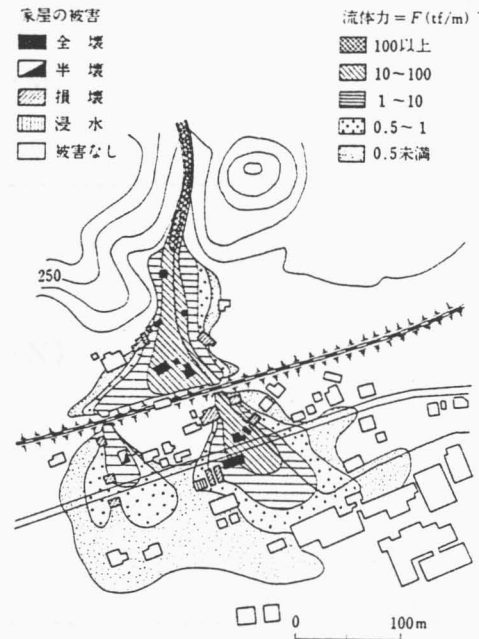 家屋の被害
全 壊
半 壊
損 壊
浸 水
被害なし
流体力＝F(tf/m)
100以上
10～100
1～10
0.5～1
0.5未満
250
0 100m